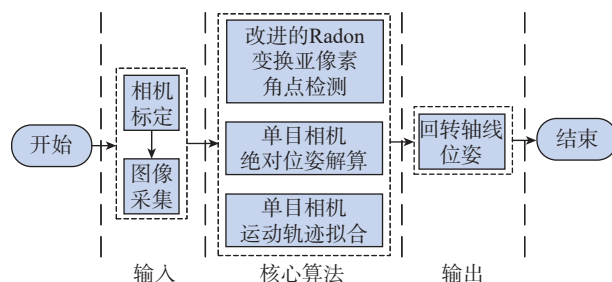 开始
相机
标定
图像
采集
输入
改进的Radon
变换亚像素
角点检测
单目相机
绝对位姿解算
单目相机
运动轨迹拟合
核心算法
回转轴线
位姿
输出
结束